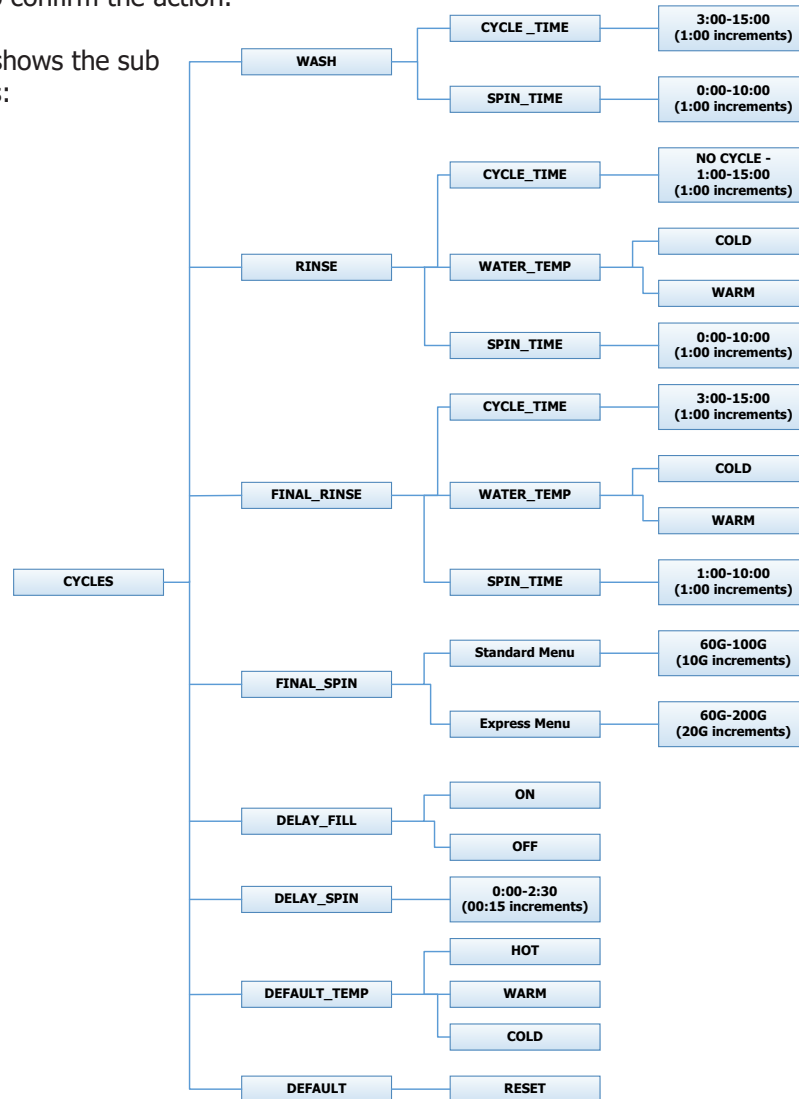 confirm the action.
shows the sub
CYCLES
WASH
CYCLE _TIME
3:00-15:00
(1:00 increments)
SPIN_TIME
0:00-10:00
(1:00 increments)
RINSE
CYCLE_TIME
NO CYCLE -
1:00-15:00
(1:00 increments)
WATER_TEMP
COLD
WARM
SPIN_TIME
0:00-10:00
(1:00 increments)
FINAL_RINSE
CYCLE_TIME
3:00-15:00
(1:00 increments)
WATER_TEMP
COLD
WARM
SPIN_TIME
1:00-10:00
(1:00 increments)
FINAL_SPIN
Standard Menu
60G-100G
(10G increments)
Express Menu
60G-200G
(20G increments)
DELAY_FILL
ON
OFF
DELAY_SPIN
0:00-2:30
(00:15 increments)
DEFAULT_TEMP
HOT
WARM
COLD
DEFAULT
RESET